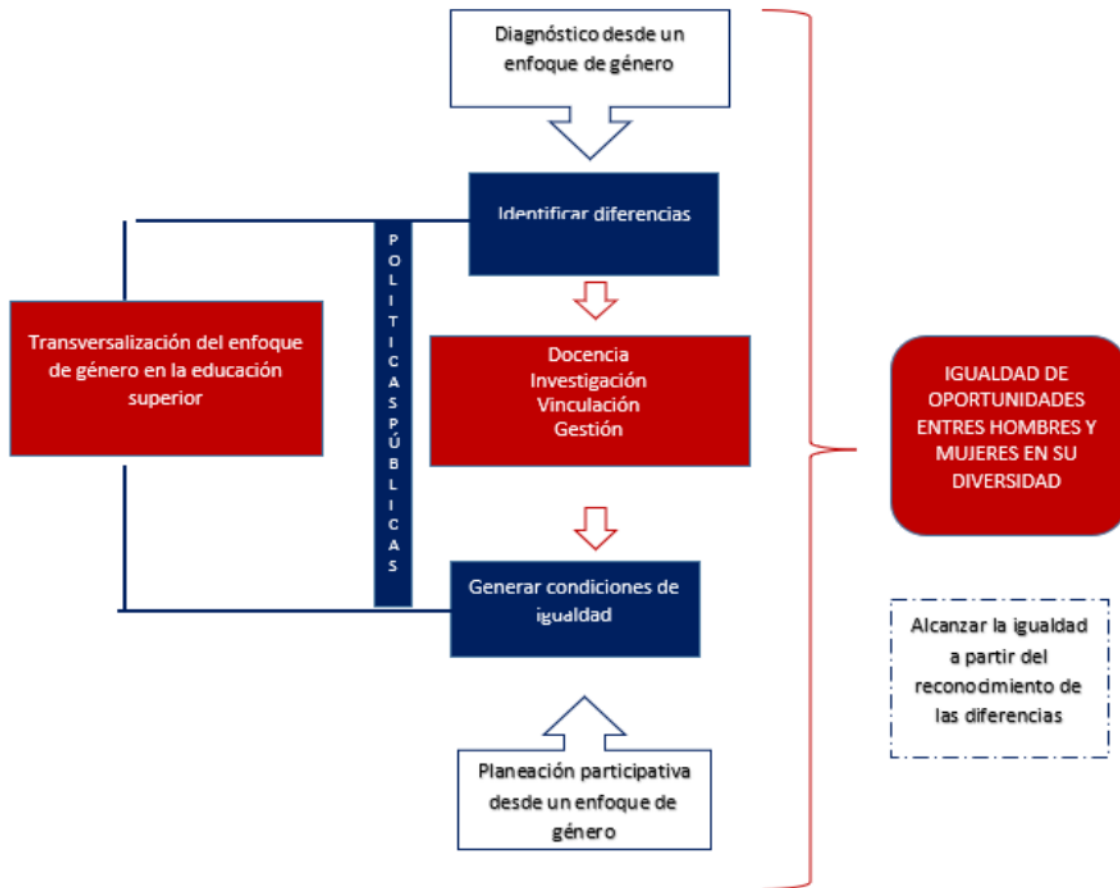 Diagnóstico desde un
enfoque de género
Identificar diferencias
POLITICAS PÚBLICAS
Transversalización del enfoque
de género en la educación
superior
Docencia
Investigación
Vinculación
Gestión
Generar condiciones de
igualdad
Planeación participativa
desde un enfoque de
género
IGUALDAD DE
OPORTUNIDADES
ENTRES HOMBRES Y
MUJERES EN SU
DIVERSIDAD
Alcanzar la igualdad
a partir del
reconocimiento de
las diferencias